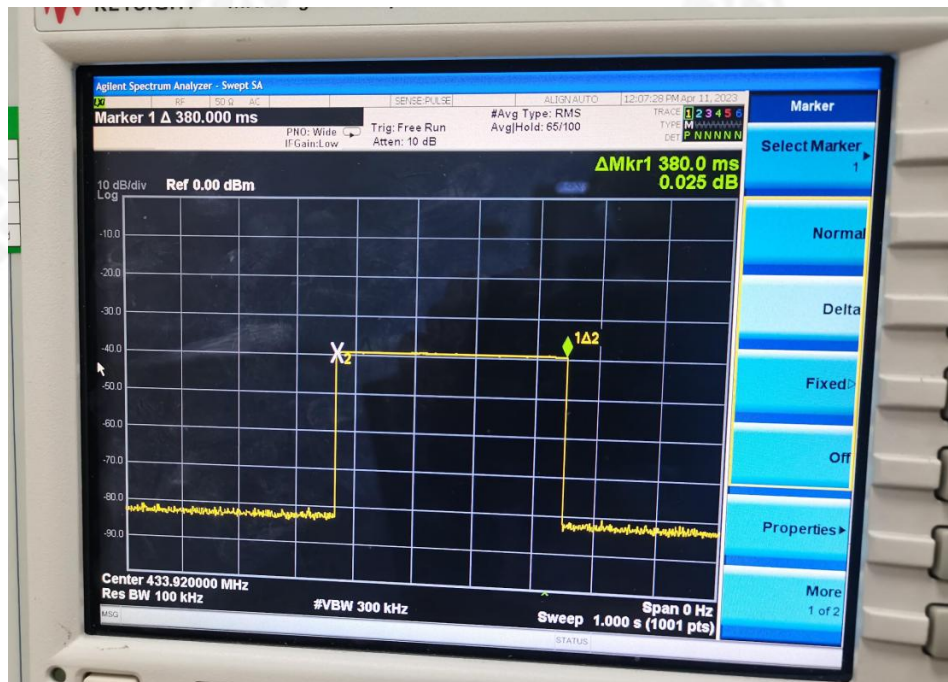 KEYSIGHT
Agilent Spectrum Analyzer - Swept SA
RF 50 Ω AC SENSE:PULSE ALIGN AUTO 12:07:28 PM Apr 11, 2023
Marker 1 Δ 380.000 ms
PNO: Wide Trig: Free Run #Avg Type: RMS TRACE 1 2 3 4 5 6
IFGain:Low Atten: 10 dB Avg|Hold: 65/100 TYPE M
DET P N N N N N
ΔMkr1 380.0 ms
0.025 dB
10 dB/div Ref 0.00 dBm
Log
-10.0
-20.0
-30.0
-40.0
-50.0
-60.0
-70.0
-80.0
-90.0
2
1Δ2
Center 433.920000 MHz Span 0 Hz
Res BW 100 kHz #VBW 300 kHz Sweep 1.000 s (1001 pts)
MSG STATUS
Marker
Select Marker
1
Normal
Delta
Fixed
Off
Properties
More
1 of 2